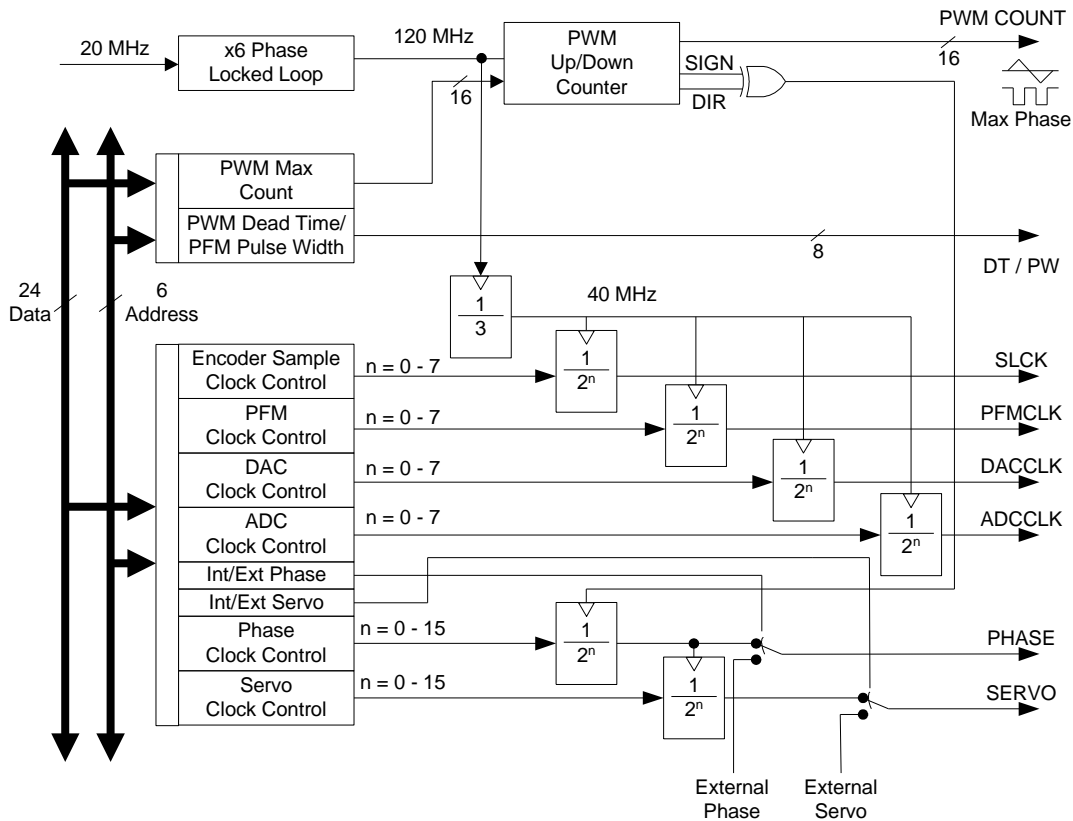 20 MHz
x6 Phase
Locked Loop
120 MHz
16
PWM
Up/Down
Counter
SIGN
DIR
PWM COUNT
16
Max Phase
PWM Max
Count
PWM Dead Time/
PFM Pulse Width
8
DT / PW
24
Data
6
Address
1
3
40 MHz
Encoder Sample
Clock Control
n = 0 - 7
1
2ⁿ
SLCK
PFM
Clock Control
n = 0 - 7
1
2ⁿ
PFMCLK
DAC
Clock Control
n = 0 - 7
1
2ⁿ
DACCLK
ADC
Clock Control
n = 0 - 7
1
2ⁿ
ADCCLK
Int/Ext Phase
Int/Ext Servo
Phase
Clock Control
n = 0 - 15
1
2ⁿ
PHASE
Servo
Clock Control
n = 0 - 15
1
2ⁿ
SERVO
External
Phase
External
Servo